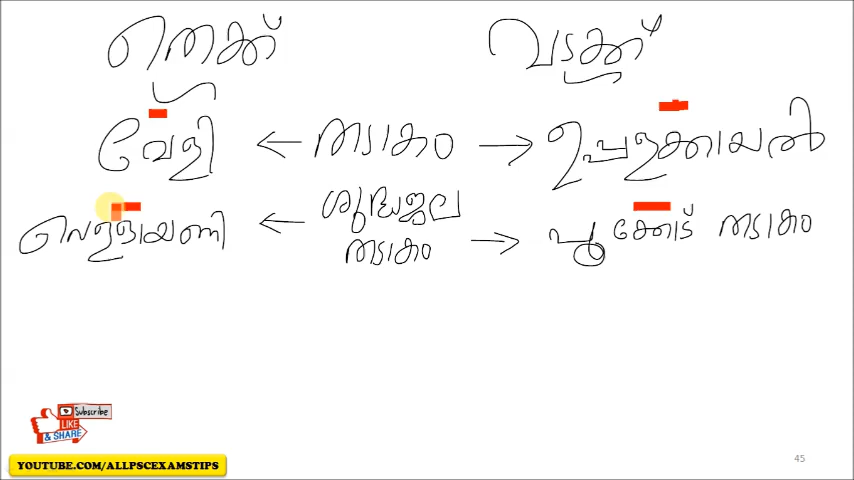 തെക്ക് വടക്ക്
വേളി ← തടാകം → ഉപ്പളക്കായൽ
വെള്ളായണി ← ശുദ്ധജല തടാകം → പൂക്കോട് തടാകം
Subscribe
LIKE
& SHARE
YOUTUBE.COM/ALLPSCEXAMSTIPS
45